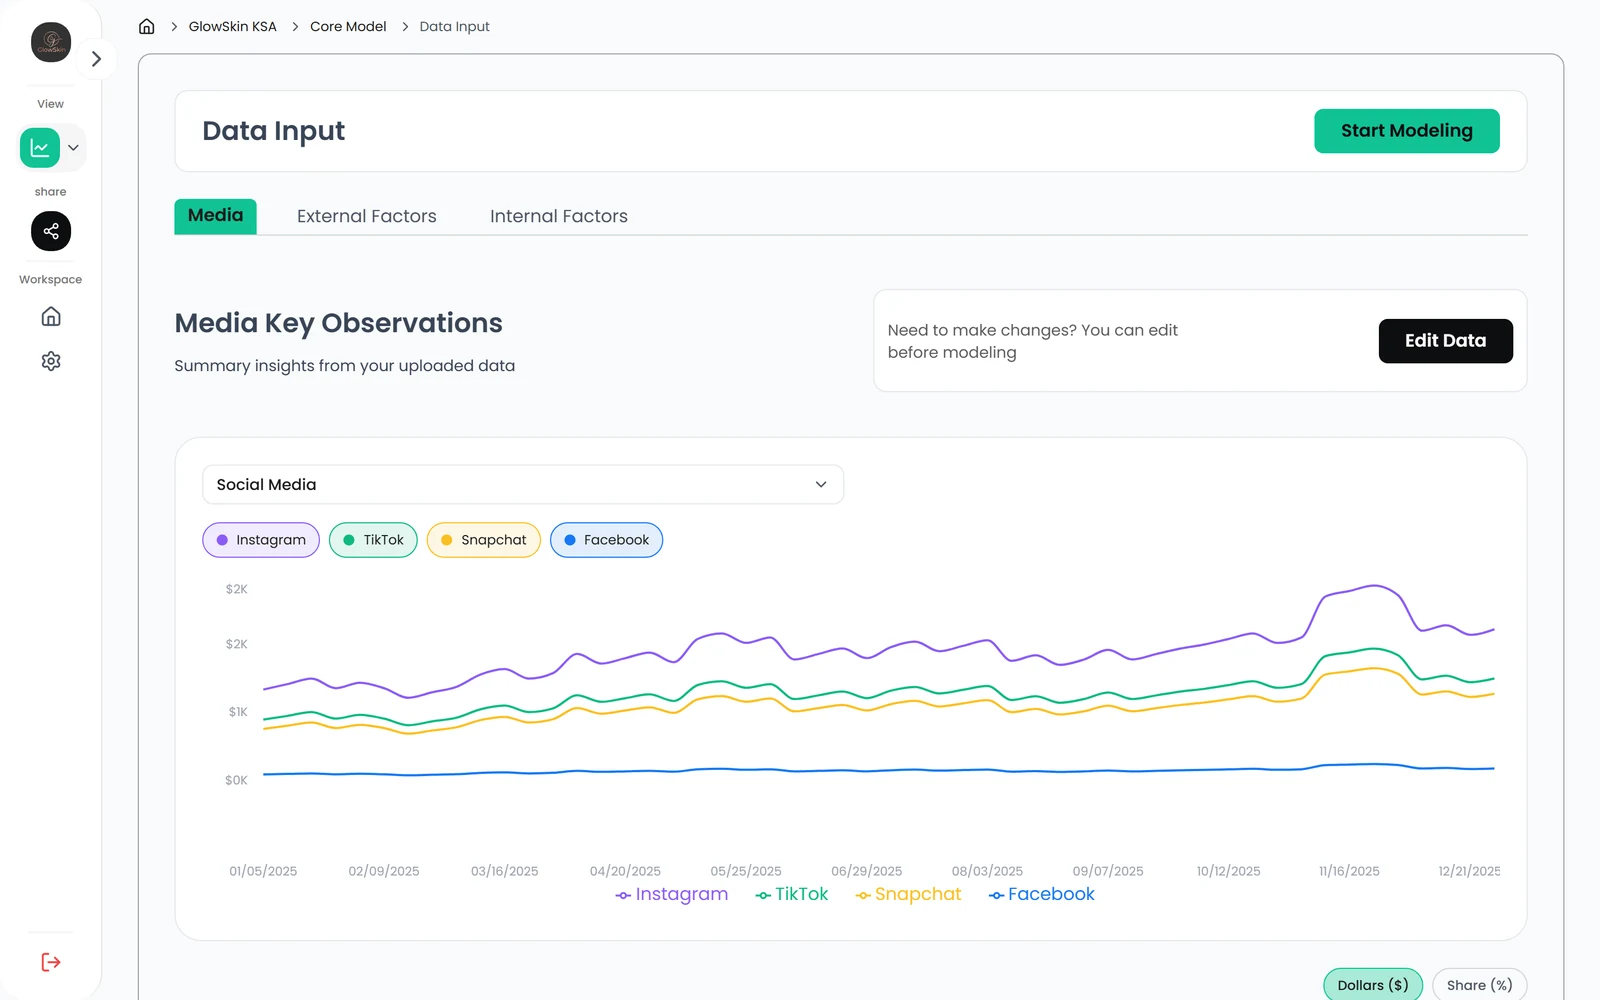 GlowSkin KSA
Core Model
Data Input
GlowSkin
View
share
Workspace
Data Input
Start Modeling
Media
External Factors
Internal Factors
Media Key Observations
Summary insights from your uploaded data
Need to make changes? You can edit
before modeling
Edit Data
Social Media
Instagram
TikTok
Snapchat
Facebook
$2K
$2K
$1K
$0K
01/05/2025
02/09/2025
03/16/2025
04/20/2025
05/25/2025
06/29/2025
08/03/2025
09/07/2025
10/12/2025
11/16/2025
12/21/2025
Instagram
TikTok
Snapchat
Facebook
Dollars ($)
Share (%)